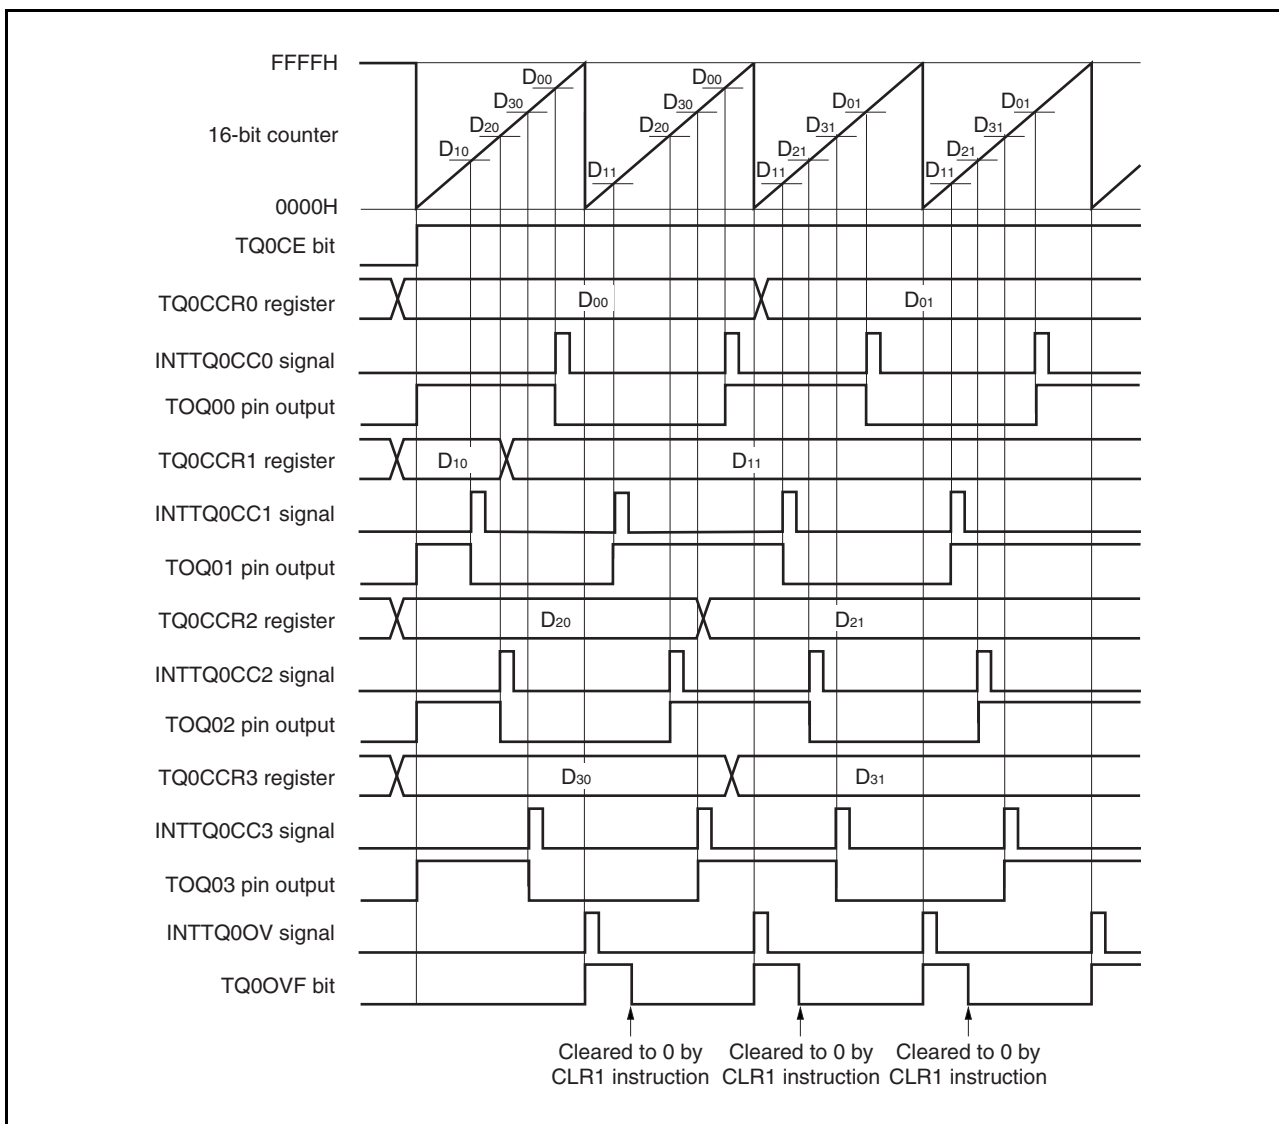 FFFFH
D00
D00
D30
D30
D01
D01
D20
D20
D31
D31
16-bit counter
D10
D21
D21
D11
D11
D11
0000H
TQ0CE bit
TQ0CCR0 register
D00
D01
INTTQ0CC0 signal
TOQ00 pin output
TQ0CCR1 register
D10
D11
INTTQ0CC1 signal
TOQ01 pin output
TQ0CCR2 register
D20
D21
INTTQ0CC2 signal
TOQ02 pin output
TQ0CCR3 register
D30
D31
INTTQ0CC3 signal
TOQ03 pin output
INTTQ0OV signal
TQ0OVF bit
Cleared to 0 by
CLR1 instruction
Cleared to 0 by
CLR1 instruction
Cleared to 0 by
CLR1 instruction